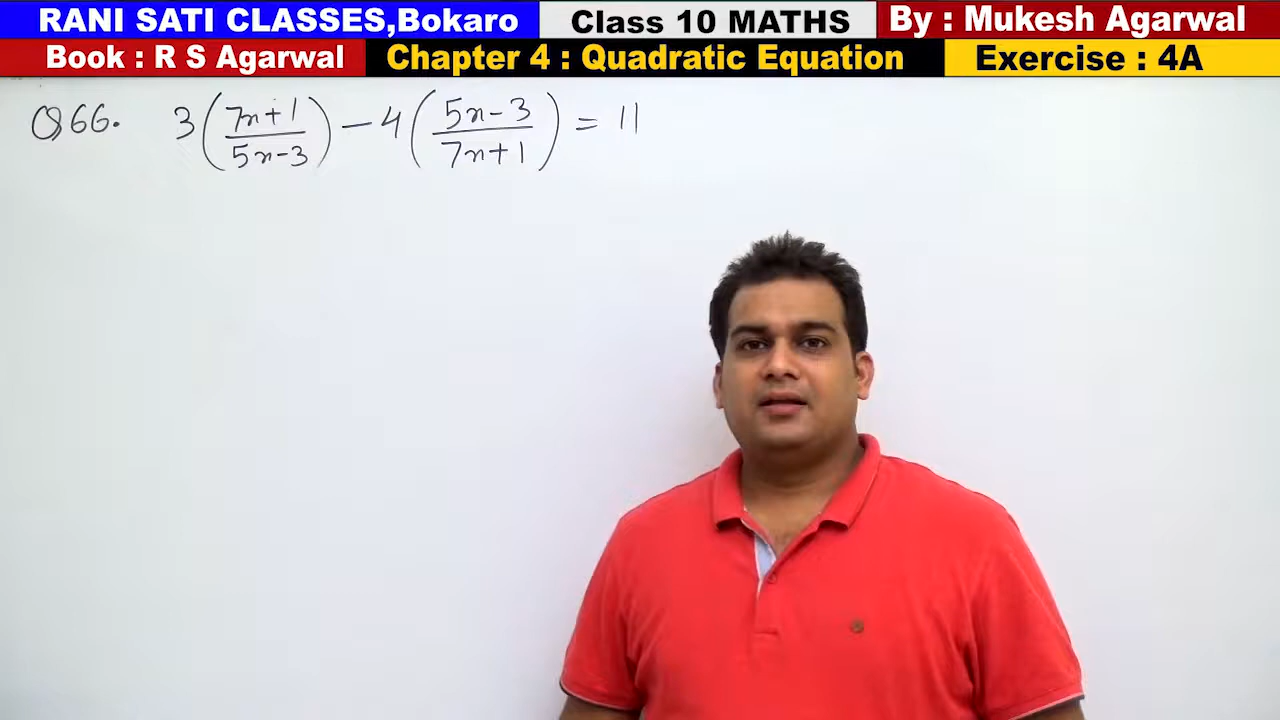 RANI SATI CLASSES,Bokaro Class 10 MATHS By : Mukesh Agarwal
Book : R S Agarwal Chapter 4 : Quadratic Equation Exercise : 4A
Q66. 3((7x+1)/(5x-3)) - 4((5x-3)/(7x+1)) = 11